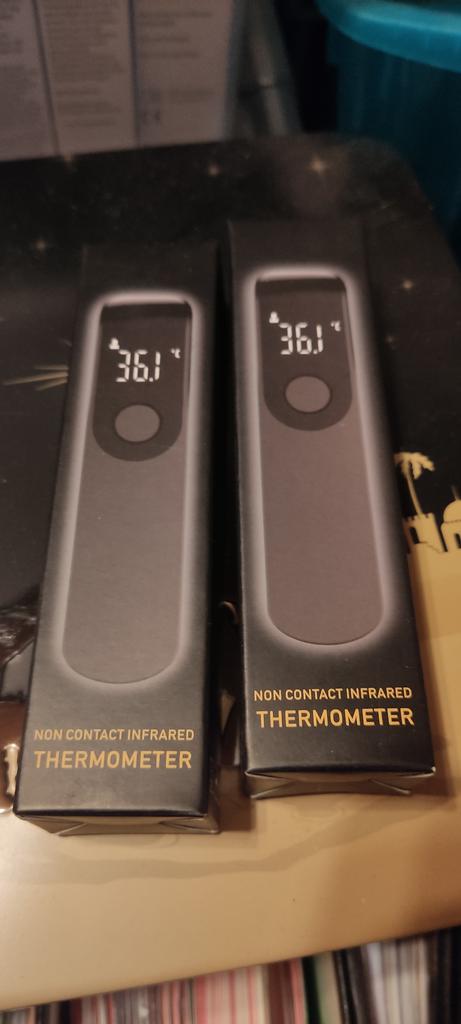 36.1 °C
NON CONTACT INFRARED
THERMOMETER
36.1 °C
NON CONTACT INFRARED
THERMOMETER